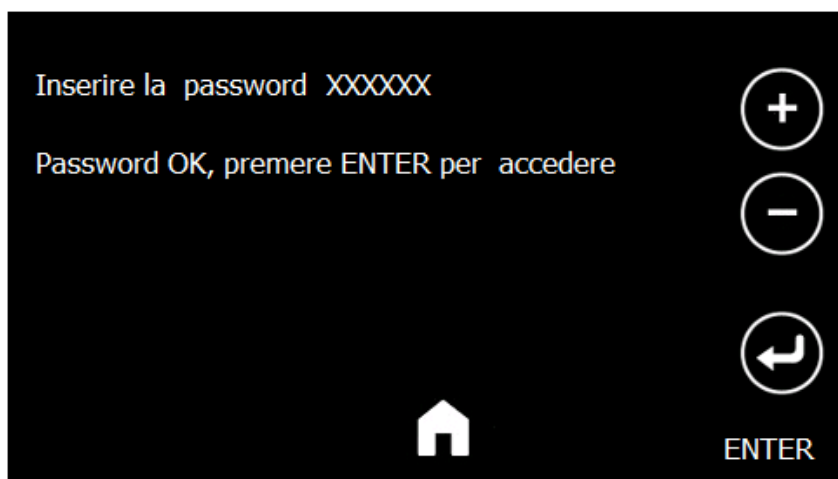 Inserire la password XXXXXX
Password OK, premere ENTER per accedere
ENTER